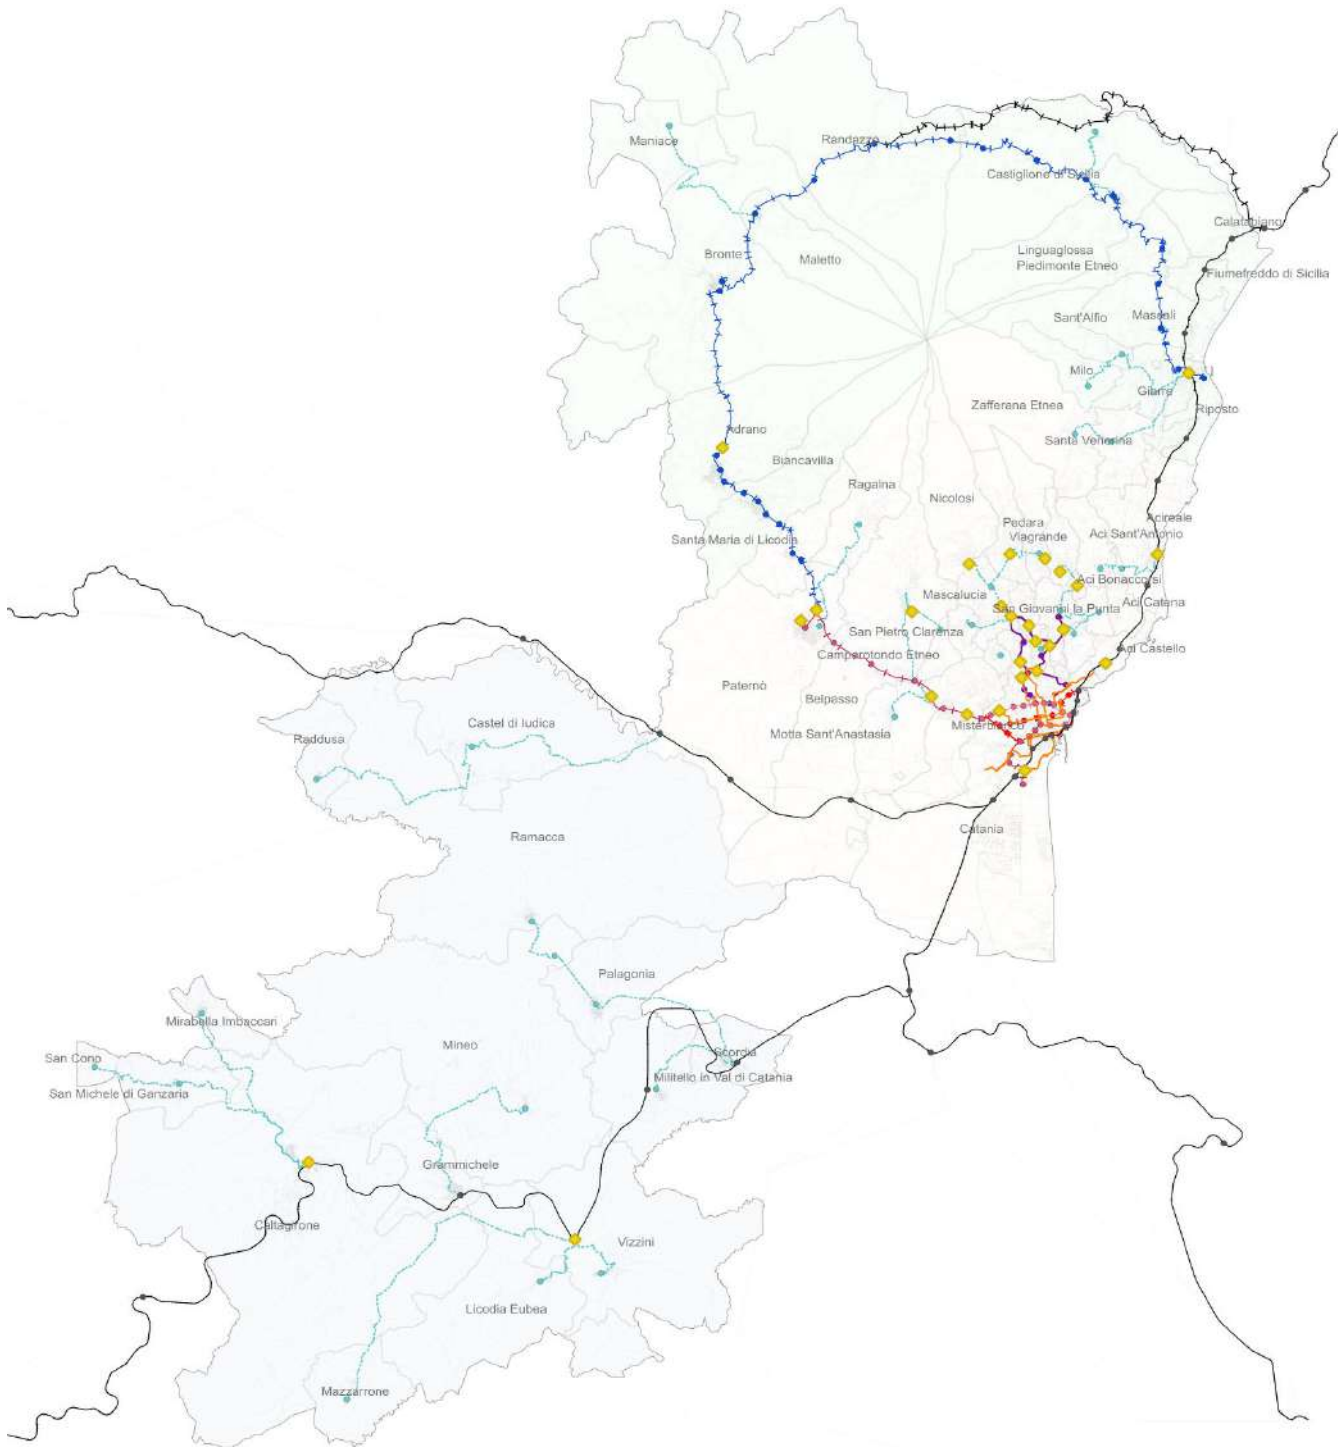 Maniace
Randazzo
Castiglione di Sicilia
Calatabiano
Bronte
Maletto
Linguaglossa
Piedimonte Etneo
Fiumefreddo di Sicilia
Sant'Alfio
Mascali
Milo
Giarre
Zafferana Etnea
Riposto
Adrano
Santa Venerina
Biancavilla
Ragalna
Nicolosi
Acireale
Pedara
Viagrande
Aci Sant'Antonio
Santa Maria di Licodia
Aci Bonaccorsi
Mascalucia
Aci Catena
San Giovanni la Punta
San Pietro Clarenza
Aci Castello
Camporotondo Etneo
Paternò
Belpasso
Castel di Iudica
Misterbianco
Motta Sant'Anastasia
Raddusa
Catania
Ramacca
Palagonia
Mirabella Imbaccari
Mineo
Scordia
San Cono
Militello in Val di Catania
San Michele di Ganzaria
Grammichele
Caltagirone
Vizzini
Licodia Eubea
Mazzarrone